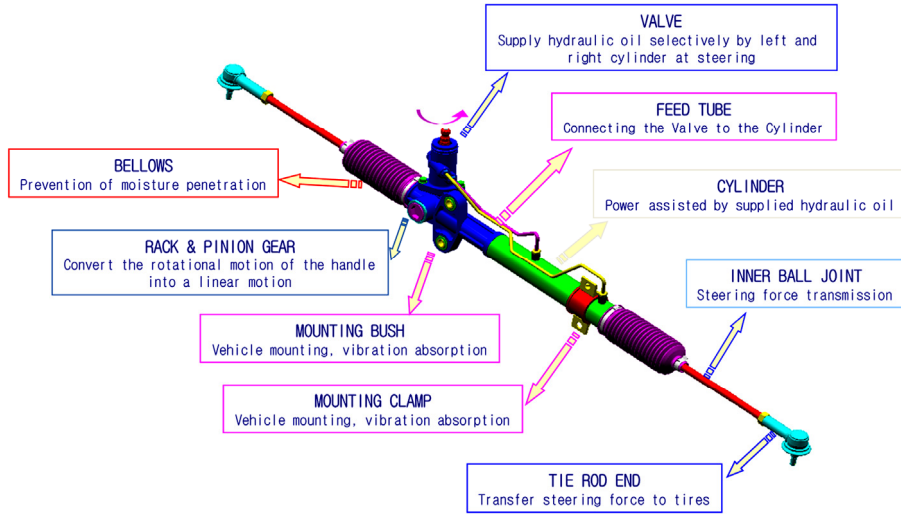 VALVE
Supply hydraulic oil selectively by left and
right cylinder at steering
FEED TUBE
Connecting the Valve to the Cylinder
BELLOWS
Prevention of moisture penetration
CYLINDER
Power assisted by supplied hydraulic oil
RACK & PINION GEAR
Convert the rotational motion of the handle
into a linear motion
INNER BALL JOINT
Steering force transmission
MOUNTING BUSH
Vehicle mounting, vibration absorption
MOUNTING CLAMP
Vehicle mounting, vibration absorption
TIE ROD END
Transfer steering force to tires